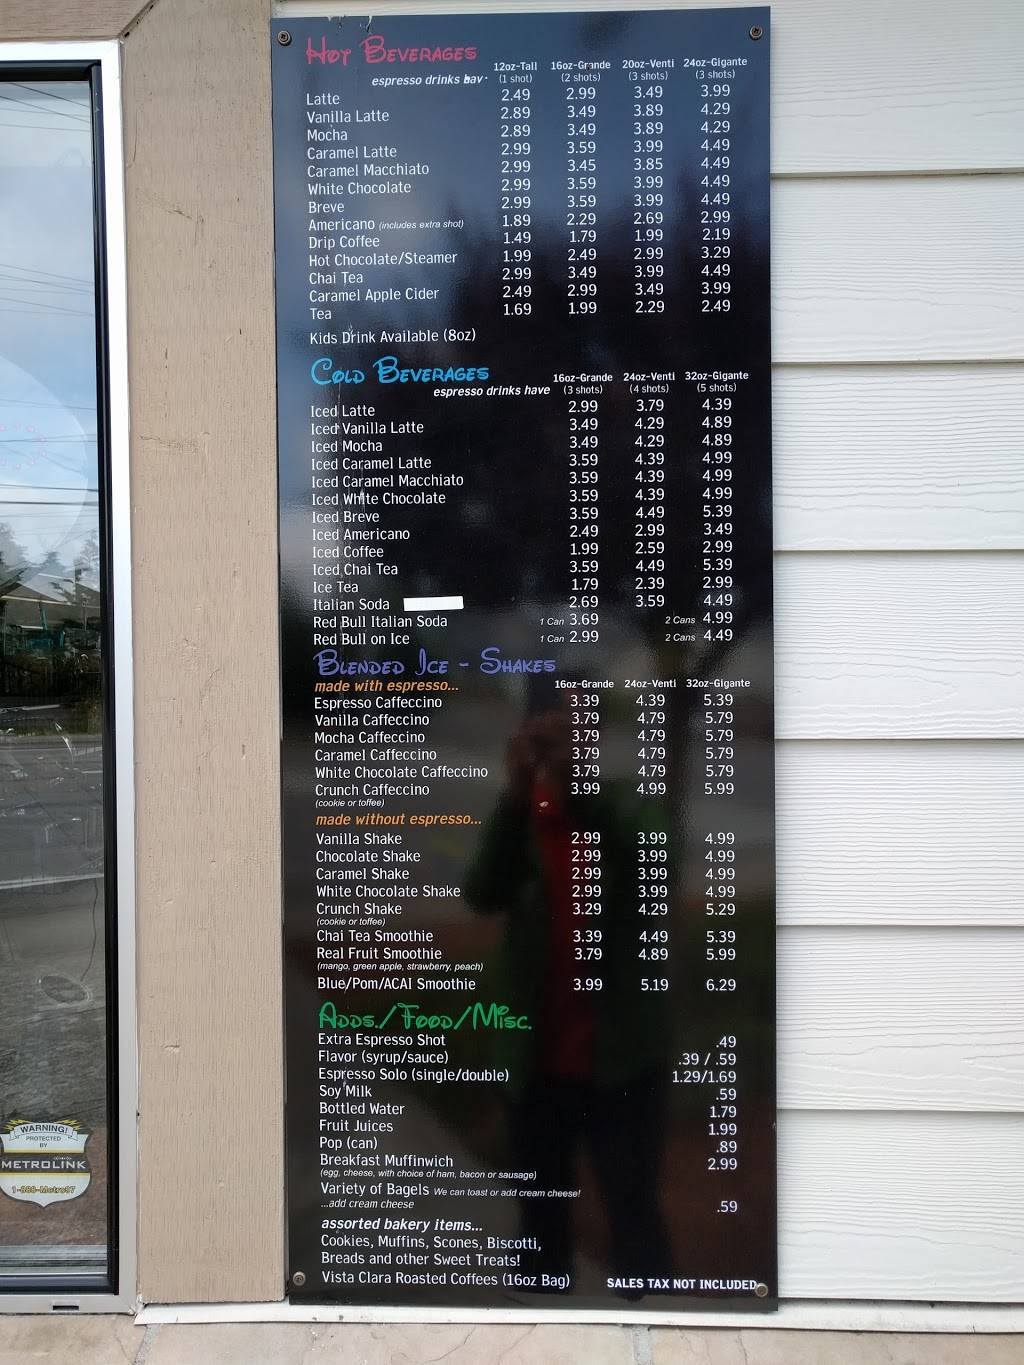 Hot Beverages
12oz-Tall 16oz-Grande 20oz-Venti 24oz-Gigante
espresso drinks hav (1 shot) (2 shots) (3 shots) (3 shots)
Latte 2.49 2.99 3.49 3.99
Vanilla Latte 2.89 3.49 3.89 4.29
Mocha 2.89 3.49 3.89 4.29
Caramel Latte 2.99 3.59 3.99 4.49
Caramel Macchiato 2.99 3.45 3.85 4.49
White Chocolate 2.99 3.59 3.99 4.49
Breve 2.99 3.59 3.99 4.49
Americano (includes extra shot) 1.89 2.29 2.69 2.99
Drip Coffee 1.49 1.79 1.99 2.19
Hot Chocolate/Steamer 1.99 2.49 2.99 3.29
Chai Tea 2.99 3.49 3.99 4.49
Caramel Apple Cider 2.49 2.99 3.49 3.99
Tea 1.69 1.99 2.29 2.49
Kids Drink Available (8oz)
Cold Beverages
16oz-Grande 24oz-Venti 32oz-Gigante
espresso drinks have (3 shots) (4 shots) (5 shots)
Iced Latte 2.99 3.79 4.39
Iced Vanilla Latte 3.49 4.29 4.89
Iced Mocha 3.49 4.29 4.89
Iced Caramel Latte 3.59 4.39 4.99
Iced Caramel Macchiato 3.59 4.39 4.99
Iced White Chocolate 3.59 4.39 4.99
Iced Breve 3.59 4.49 5.39
Iced Americano 2.49 2.99 3.49
Iced Coffee 1.99 2.59 2.99
Iced Chai Tea 3.59 4.49 5.39
Ice Tea 1.79 2.39 2.99
Italian Soda 2.69 3.59 4.49
Red Bull Italian Soda 1 Can 3.69 2 Cans 4.99
Red Bull on Ice 1 Can 2.99 2 Cans 4.49
Blended Ice - Shakes
made with espresso... 16oz-Grande 24oz-Venti 32oz-Gigante
Espresso Caffeccino 3.39 4.39 5.39
Vanilla Caffeccino 3.79 4.79 5.79
Mocha Caffeccino 3.79 4.79 5.79
Caramel Caffeccino 3.79 4.79 5.79
White Chocolate Caffeccino 3.79 4.79 5.79
Crunch Caffeccino 3.99 4.99 5.99
(cookie or toffee)
made without espresso...
Vanilla Shake 2.99 3.99 4.99
Chocolate Shake 2.99 3.99 4.99
Caramel Shake 2.99 3.99 4.99
White Chocolate Shake 2.99 3.99 4.99
Crunch Shake 3.29 4.29 5.29
(cookie or toffee)
Chai Tea Smoothie 3.39 4.49 5.39
Real Fruit Smoothie 3.79 4.89 5.99
(mango, green apple, strawberry, peach)
Blue/Pom/ACAI Smoothie 3.99 5.19 6.29
Adds./Food/Misc.
Extra Espresso Shot .49
Flavor (syrup/sauce) .39 / .59
Espresso Solo (single/double) 1.29/1.69
Soy Milk .59
Bottled Water 1.79
Fruit Juices 1.99
Pop (can) .89
Breakfast Muffinwich 2.99
(egg, cheese, with choice of ham, bacon or sausage)
Variety of Bagels We can toast or add cream cheese!
...add cream cheese .59
assorted bakery items...
Cookies, Muffins, Scones, Biscotti,
Breads and other Sweet Treats!
Vista Clara Roasted Coffees (16oz Bag) SALES TAX NOT INCLUDED
WARNING!
PROTECTED
BY
METROLINK
1-888-Metro97